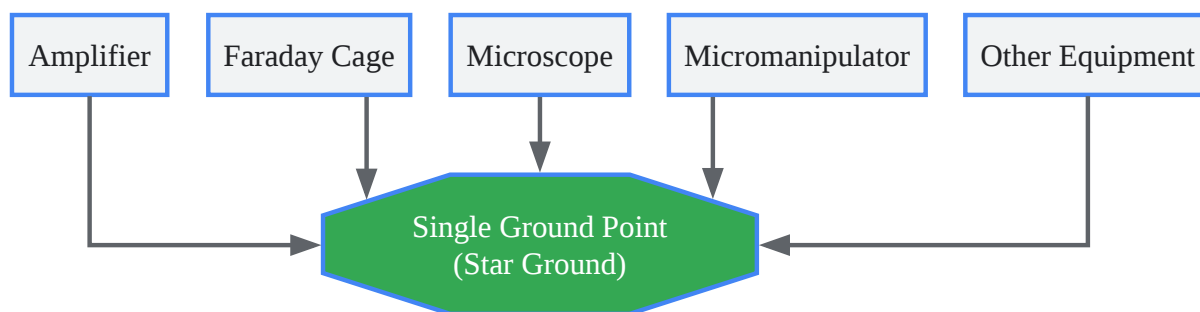 Amplifier
Faraday Cage
Microscope
Micromanipulator
Other Equipment
Single Ground Point
(Star Ground)